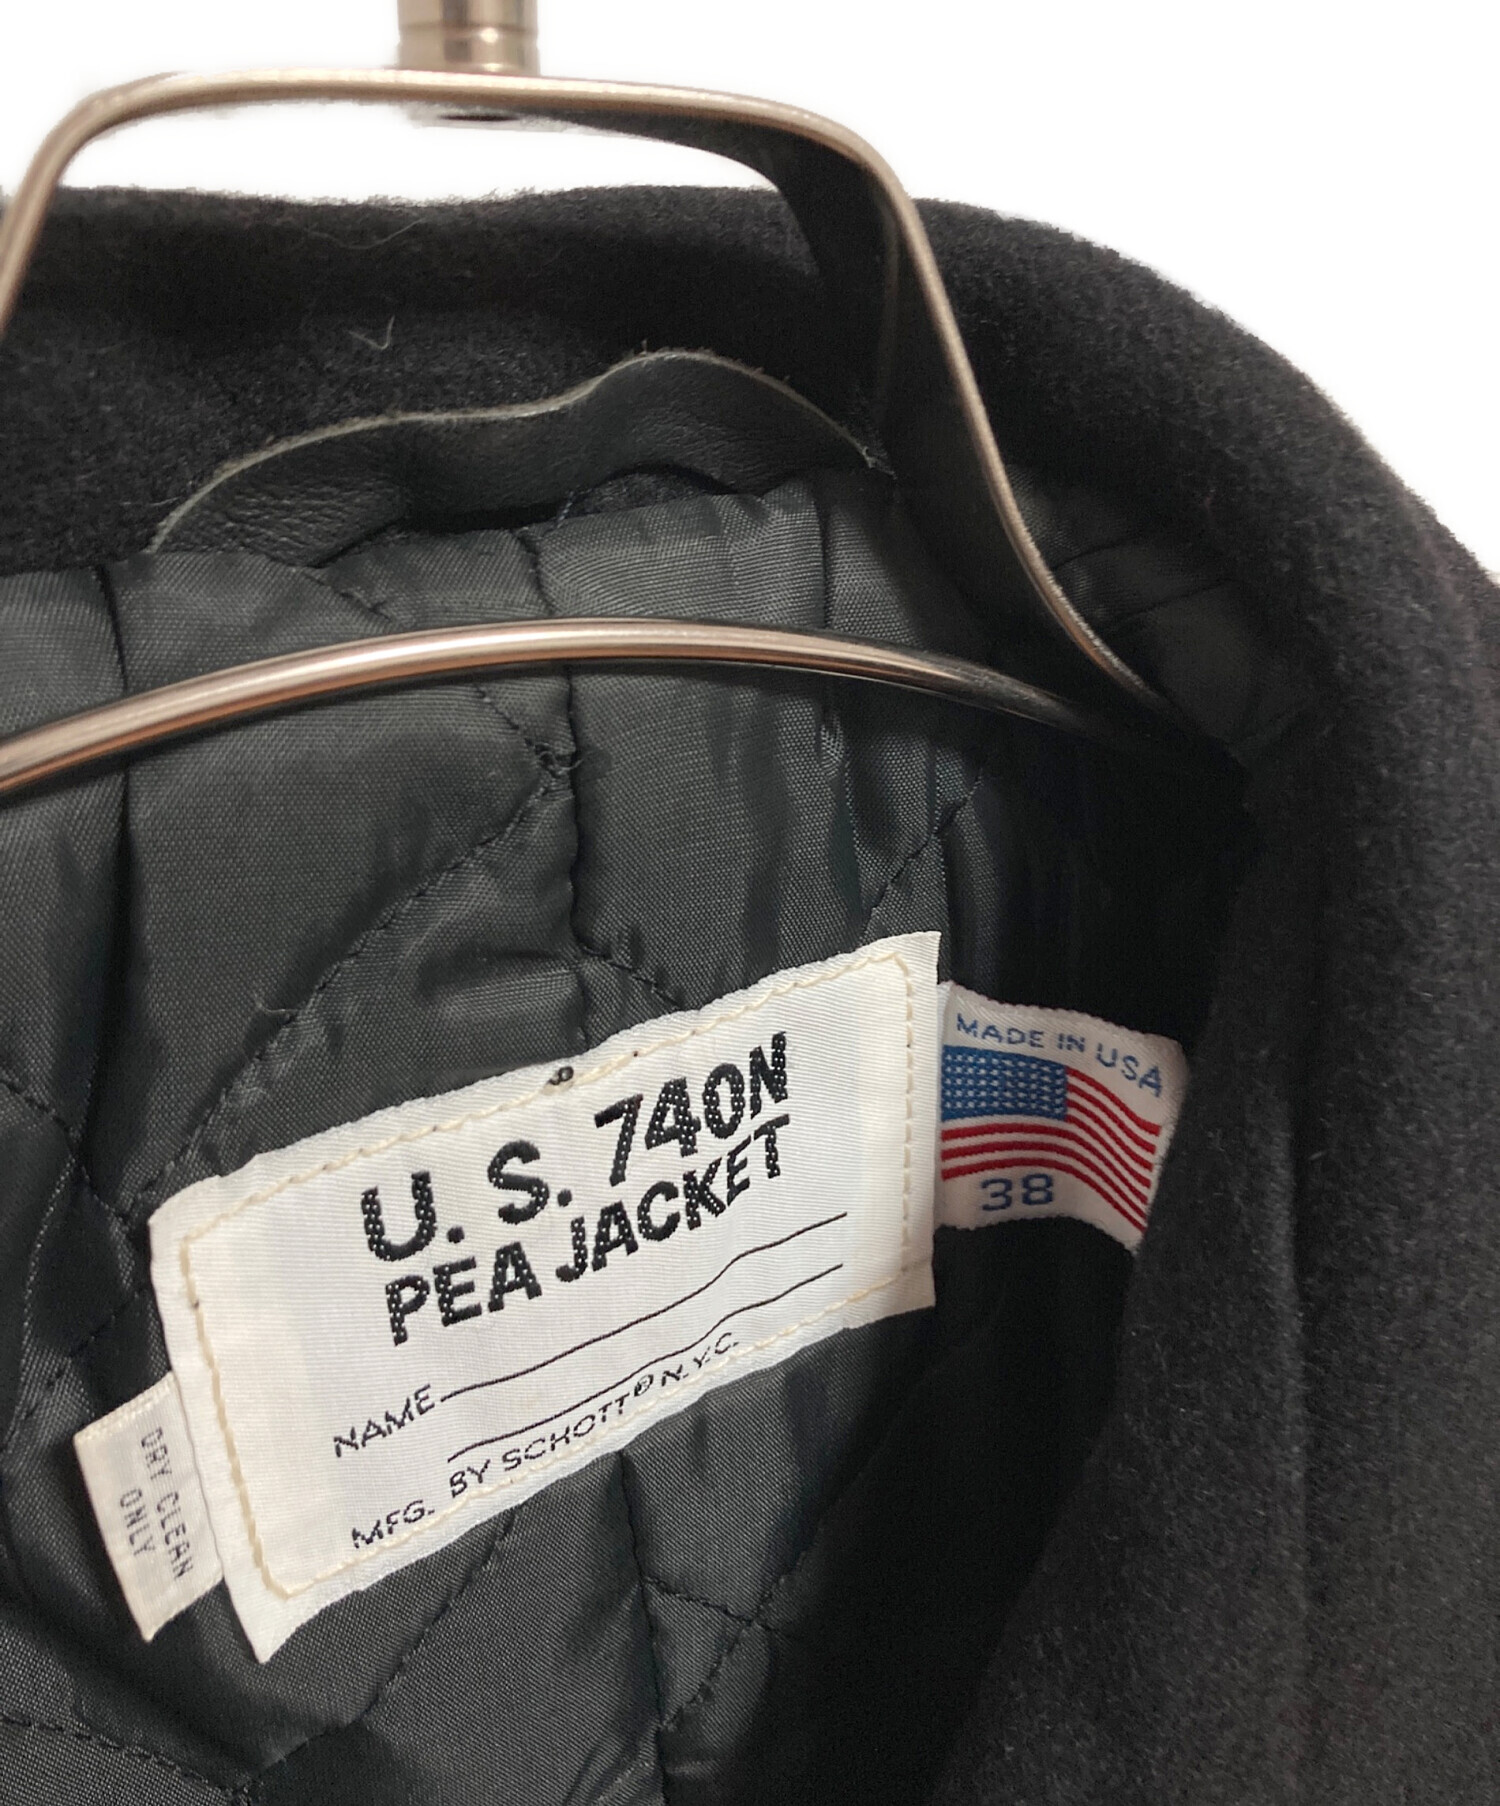 U. S. 740N
PEA JACKET
NAME
MFG. BY SCHOTT® N.Y.C.
MADE IN USA
38
DRY CLEAN
ONLY